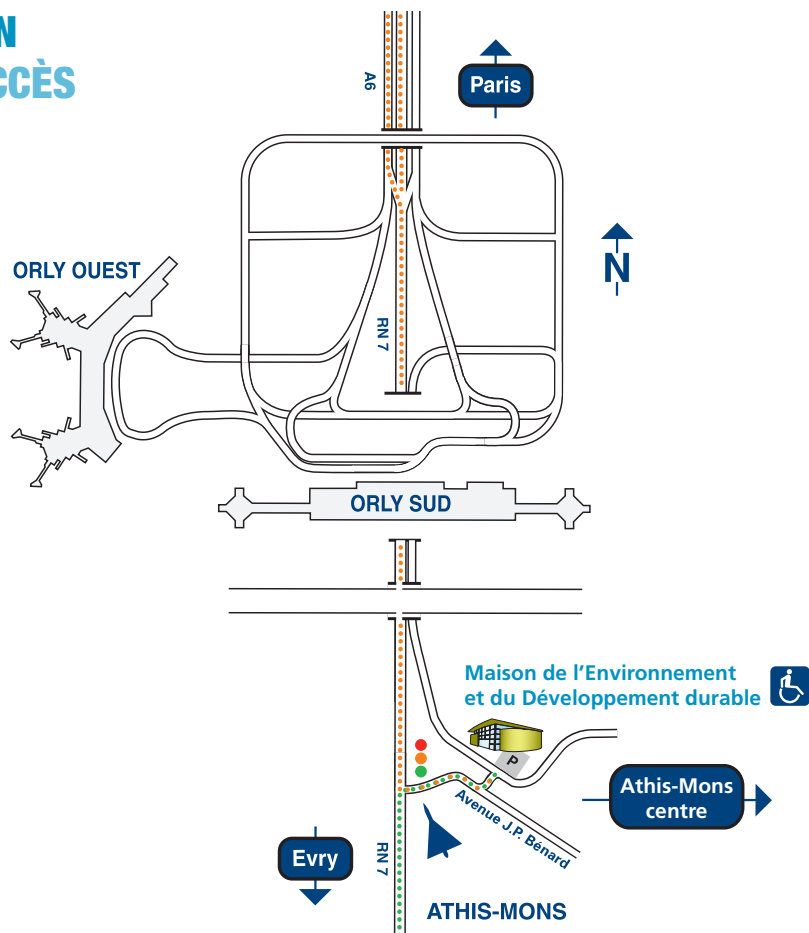 N
CCÈS
A6
Paris
N
ORLY OUEST
RN 7
ORLY SUD
Maison de l’Environnement
et du Développement durable
P
Athis-Mons
centre
Avenue J.P. Bénard
Evry
RN 7
ATHIS-MONS